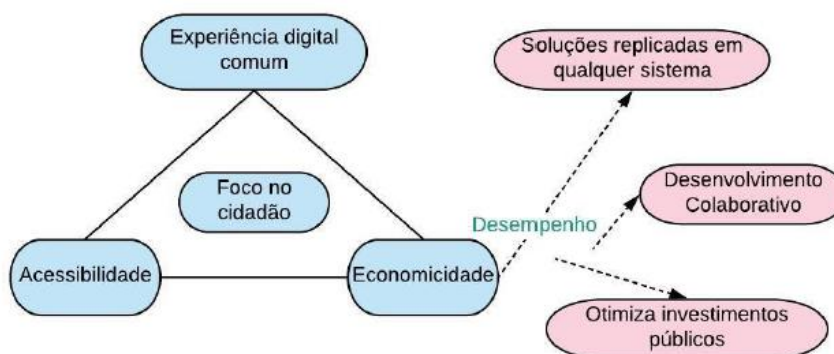 Experiência digital
comum
Soluções replicadas em
qualquer sistema
Foco no
cidadão
Desenvolvimento
Colaborativo
Desempenho
Acessibilidade
Economicidade
Otimiza investimentos
públicos